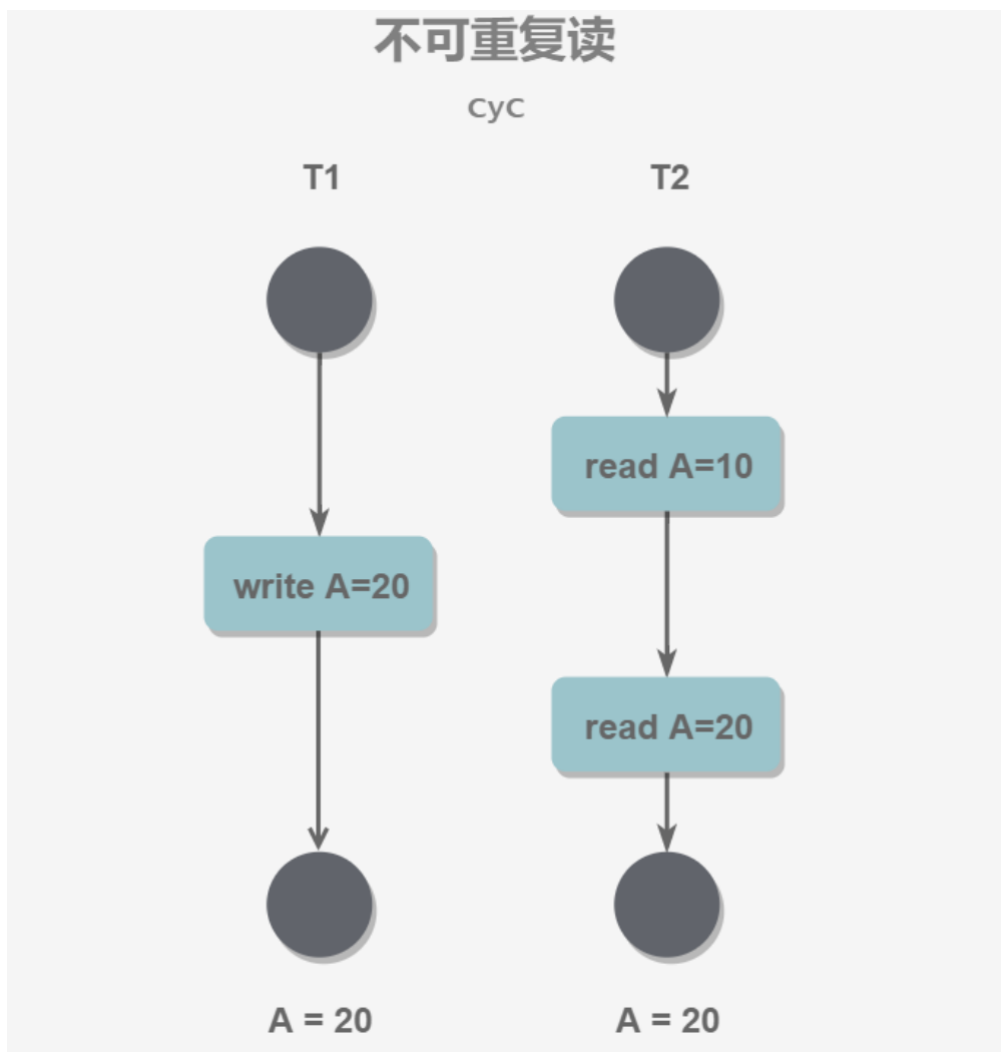 不可重复读
CyC
T1 T2
read A=10
write A=20
read A=20
A = 20 A = 20